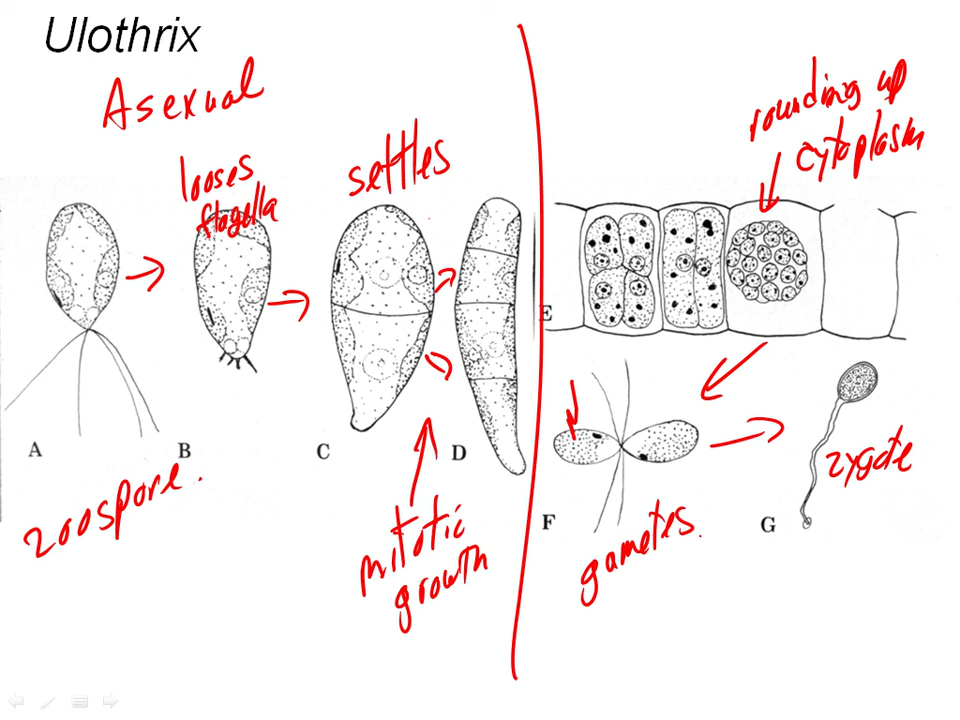 Ulothrix
Asexual
looses
flagella
settles
rounding up
cytoplasm
E
A
B
C
D
zoospore.
mitotic
growth
F
G
gametes.
zygote